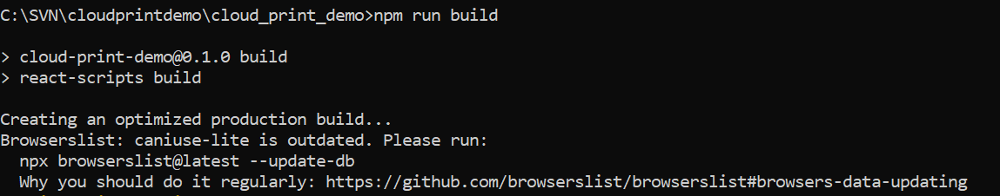 C:\SVN\cloudprintdemo\cloud_print_demo>npm run build
> cloud-print-demo@0.1.0 build
> react-scripts build
Creating an optimized production build...
Browserslist: caniuse-lite is outdated. Please run:
npx browserslist@latest --update-db
Why you should do it regularly: https://github.com/browserslist/browserslist#browsers-data-updating